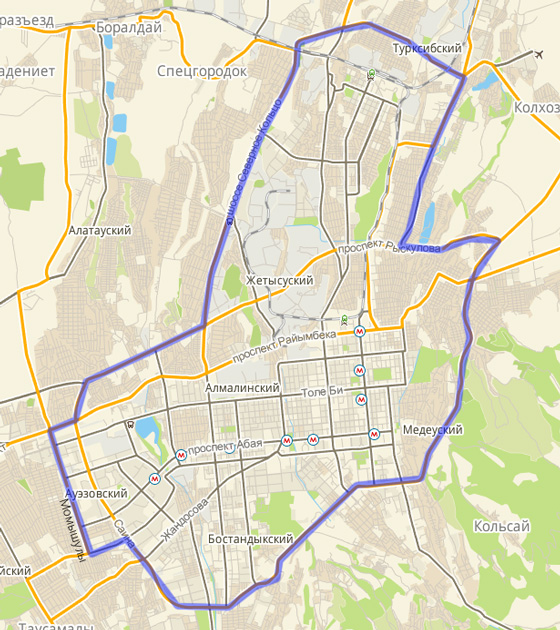 разъезд
Боралдай
Турксибский
адениет
Спецгородок
Колхоз
шоссе Северное Кольцо
Алатауский
проспект Рыскулова
Жетысуский
проспект Райымбека
Алмалинский
Толе Би
Медеуский
проспект Абая
Ауэзовский
Момышулы
Саина
Жандосова
Бостандыкский
Кольсай
йский
Таусамалы